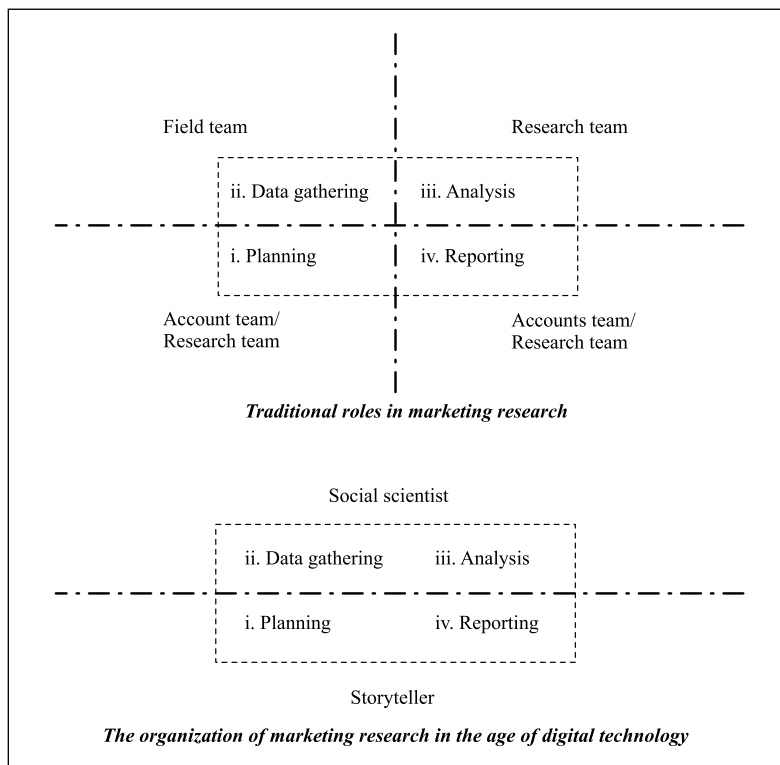 Field team
Research team
ii. Data gathering
iii. Analysis
i. Planning
iv. Reporting
Account team/
Research team
Accounts team/
Research team
Traditional roles in marketing research
Social scientist
ii. Data gathering
iii. Analysis
i. Planning
iv. Reporting
Storyteller
The organization of marketing research in the age of digital technology